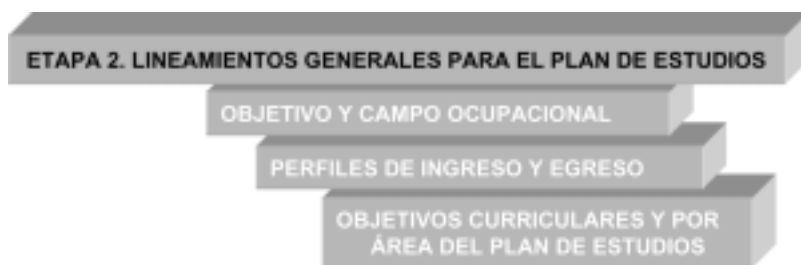 ETAPA 2. LINEAMIENTOS GENERALES PARA EL PLAN DE ESTUDIOS
OBJETIVO Y CAMPO OCUPACIONAL
PERFILES DE INGRESO Y EGRESO
OBJETIVOS CURRICULARES Y POR
ÁREA DEL PLAN DE ESTUDIOS